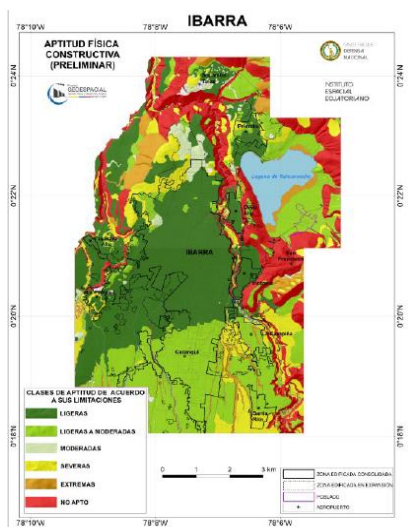 IBARRA
78°10'W
78°8'W
78°6'W
APTITUD FÍSICA
CONSTRUCTIVA
(PRELIMINAR)
GEOESPACIAL
DEFENSA
NACIONAL
INSTITUTO
ESPACIAL
ECUATORIANO
0°24'N
0°22'N
0°20'N
0°18'N
Laguna de Yahuarcocha
IBARRA
Caranqui
CLASES DE APTITUD DE ACUERDO
A SUS LIMITACIONES
LIGERAS
LIGERAS A MODERADAS
MODERADAS
SEVERAS
EXTREMAS
NO APTO
0 1 2 3 km
ZONA EDIFICADA CONSOLIDADA
ZONA EDIFICADA EN EXPANSIÓN
POBLADO
AEROPUERTO
78°10'W
78°8'W
78°6'W